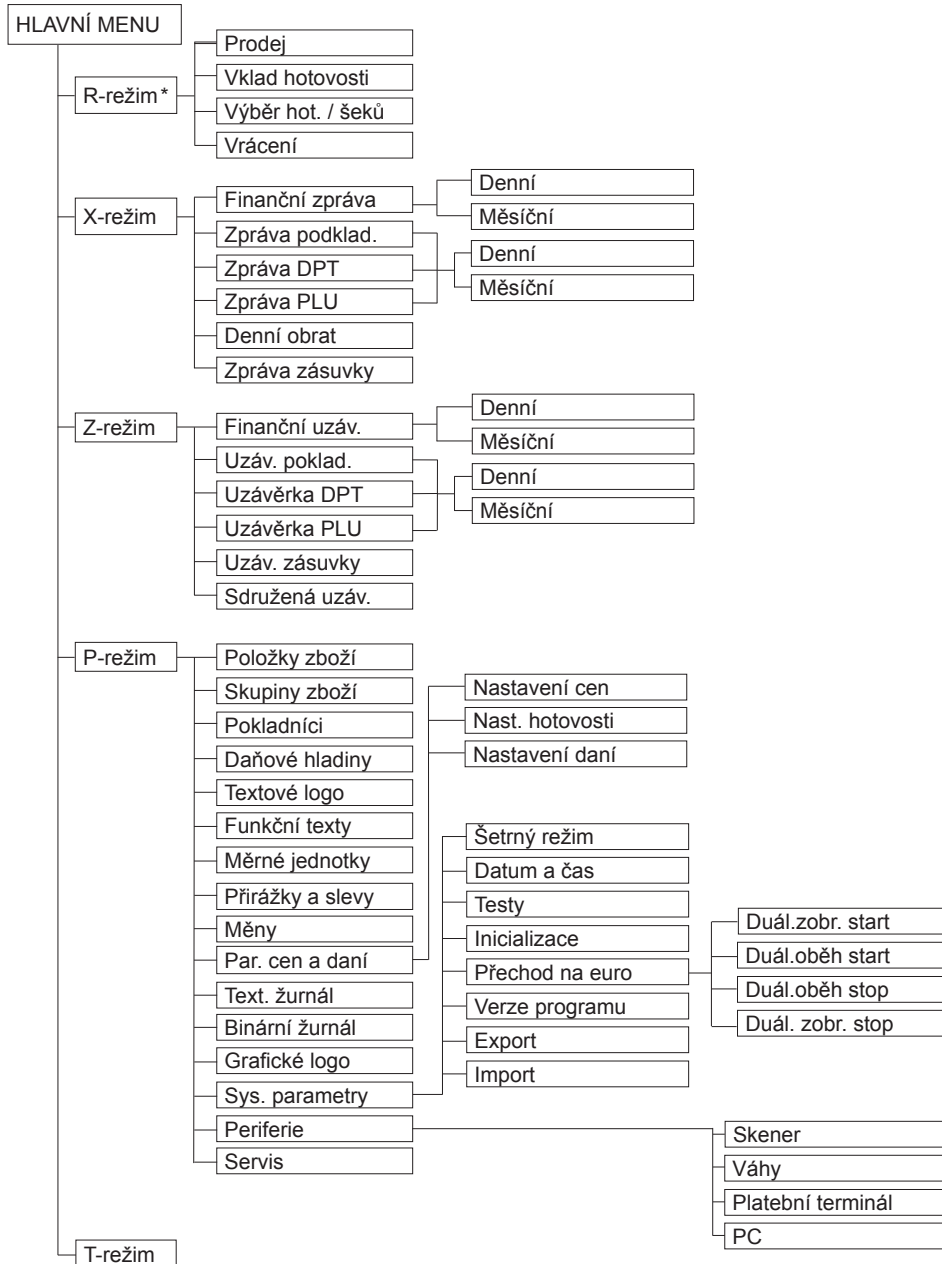 HLAVNÍ MENU
R-režim*
Prodej
Vklad hotovosti
Výběr hot. / šeků
Vrácení
X-režim
Finanční zpráva
Denní
Měsíční
Zpráva podklad.
Zpráva DPT
Zpráva PLU
Denní
Měsíční
Denní obrat
Zpráva zásuvky
Z-režim
Finanční uzáv.
Denní
Měsíční
Uzáv. poklad.
Uzávěrka DPT
Uzávěrka PLU
Denní
Měsíční
Uzáv. zásuvky
Sdružená uzáv.
P-režim
Položky zboží
Skupiny zboží
Pokladníci
Daňové hladiny
Textové logo
Funkční texty
Měrné jednotky
Přirážky a slevy
Měny
Par. cen a daní
Nastavení cen
Nast. hotovosti
Nastavení daní
Text. žurnál
Binární žurnál
Grafické logo
Sys. parametry
Šetrný režim
Datum a čas
Testy
Inicializace
Přechod na euro
Duál.zobr. start
Duál.oběh start
Duál.oběh stop
Duál. zobr. stop
Verze programu
Export
Import
Periferie
Skener
Váhy
Platební terminál
PC
Servis
T-režim